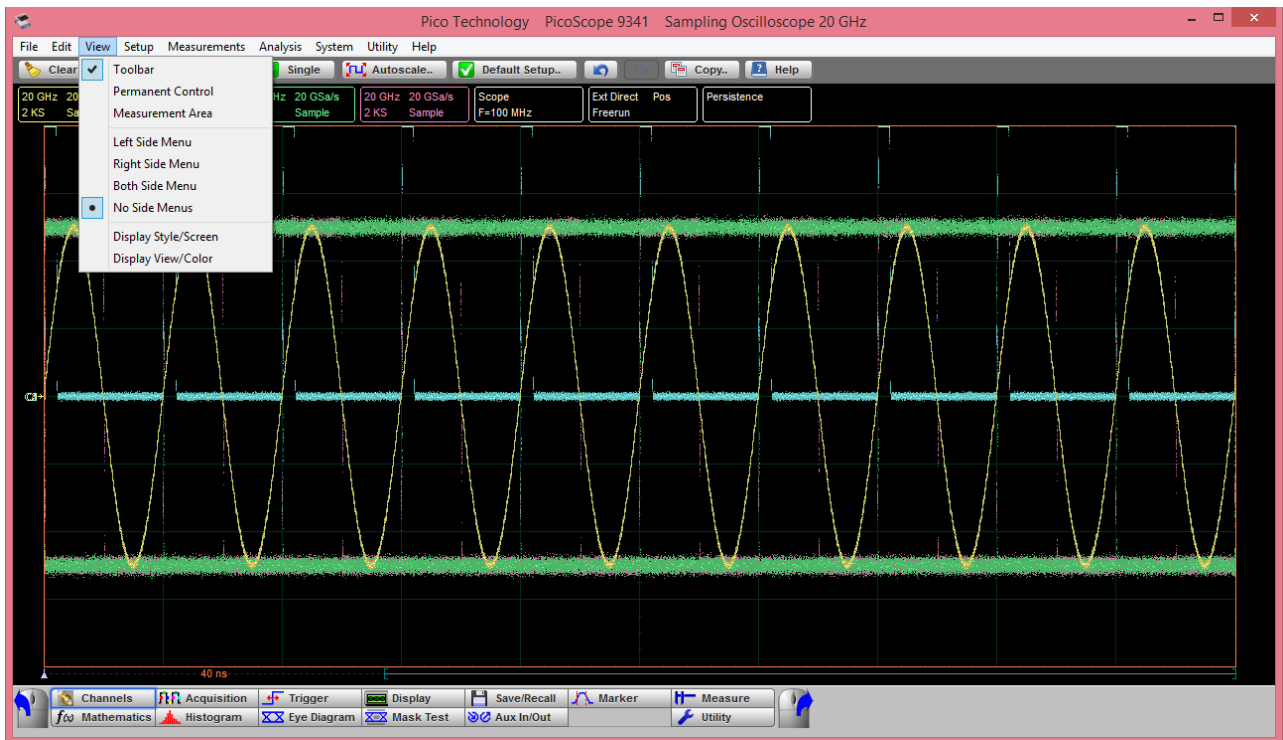 Pico Technology PicoScope 9341 Sampling Oscilloscope 20 GHz
File Edit View Setup Measurements Analysis System Utility Help
Clear Single Autoscale.. Default Setup.. Copy.. Help
Toolbar
Permanent Control
Measurement Area
Left Side Menu
Right Side Menu
Both Side Menu
No Side Menus
Display Style/Screen
Display View/Color
20 GHz 20
2 KS
Hz 20 GSa/s
Sample
20 GHz 20 GSa/s
2 KS Sample
Scope
F=100 MHz
Ext Direct Pos
Freerun
Persistence
40 ns
Channels Acquisition Trigger Display Save/Recall Marker Measure
f(x) Mathematics Histogram Eye Diagram Mask Test Aux In/Out Utility